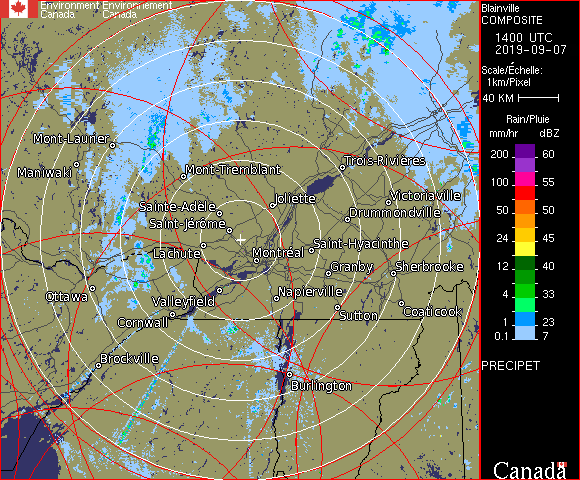 Environment Environnement
Canada Canada
Blainville
COMPOSITE
1400 UTC
2019-09-07
Scale/Échelle:
1km/Pixel
40 KM
Rain/Pluie
mm/hr dBZ
200 60
100 55
50 50
24 45
12 40
4 33
1 23
0.1 7
PRECIPET
Canada
Mont-Laurier
Maniwaki
Mont-Tremblant
Trois-Rivières
Sainte-Adèle
Joliette
Victoriaville
Drummondville
Saint-Jérôme
Lachute
Montréal
Saint-Hyacinthe
Granby
Sherbrooke
Ottawa
Valleyfield
Napierville
Cornwall
Sutton
Coaticook
Brockville
Burlington